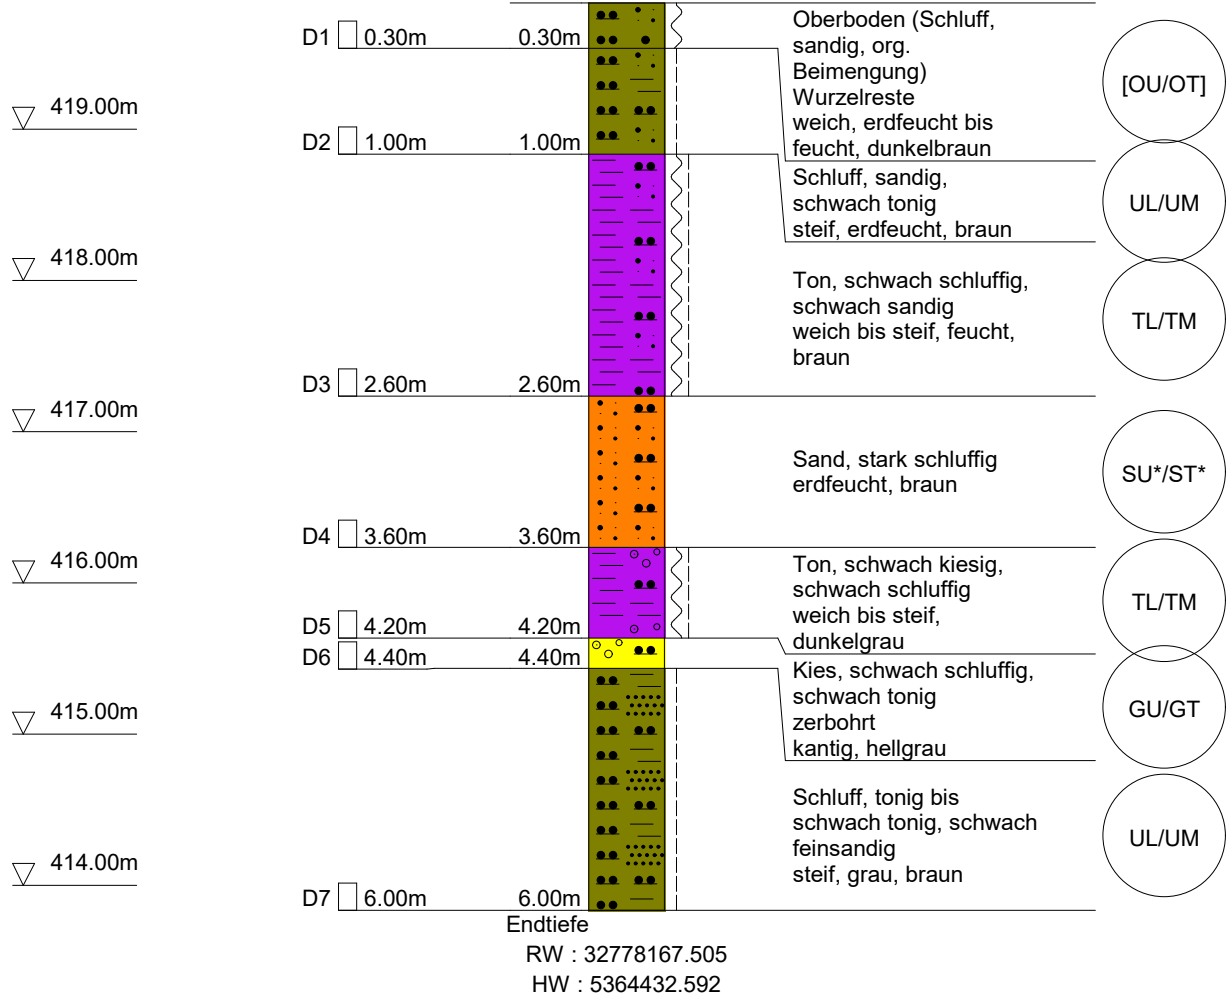 Oberboden (Schluff,
sandig, org.
Beimengung)
Wurzelreste
weich, erdfeucht bis
feucht, dunkelbraun
[OU/OT]
D1 0.30m 0.30m
419.00m
D2 1.00m 1.00m
Schluff, sandig,
schwach tonig
steif, erdfeucht, braun
UL/UM
418.00m
Ton, schwach schluffig,
schwach sandig
weich bis steif, feucht,
braun
TL/TM
D3 2.60m 2.60m
417.00m
Sand, stark schluffig
erdfeucht, braun
SU*/ST*
D4 3.60m 3.60m
416.00m
Ton, schwach kiesig,
schwach schluffig
weich bis steif,
dunkelgrau
TL/TM
D5 4.20m 4.20m
D6 4.40m 4.40m
Kies, schwach schluffig,
schwach tonig
zerbohrt
kantig, hellgrau
GU/GT
415.00m
Schluff, tonig bis
schwach tonig, schwach
feinsandig
steif, grau, braun
UL/UM
414.00m
D7 6.00m 6.00m
Endtiefe
RW : 32778167.505
HW : 5364432.592